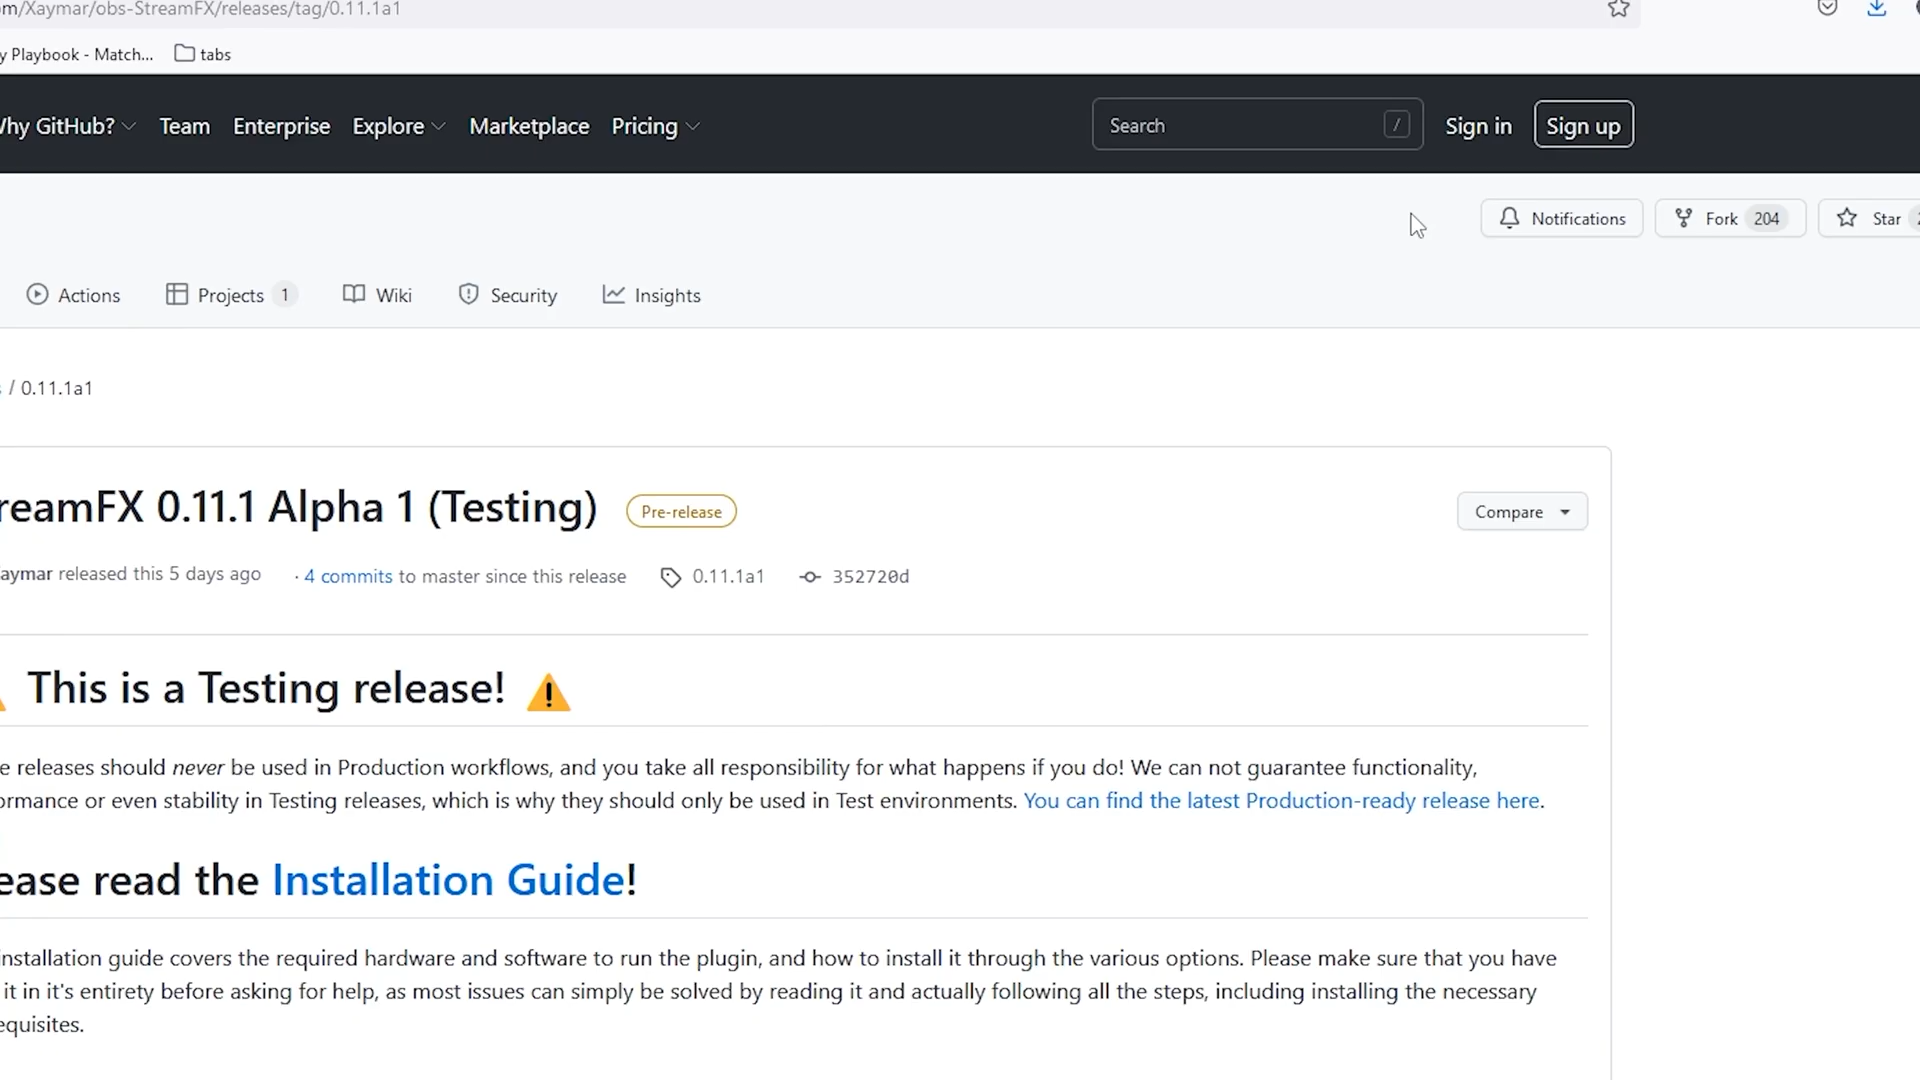 m/Xaymar/obs-StreamFX/releases/tag/0.11.1a1
y Playbook - Match... tabs
Why GitHub? Team Enterprise Explore Marketplace Pricing Search / Sign in Sign up
Notifications Fork 204 Star
Actions Projects 1 Wiki Security Insights
/ 0.11.1a1
reamFX 0.11.1 Alpha 1 (Testing) Pre-release Compare
aymar released this 5 days ago · 4 commits to master since this release 0.11.1a1 352720d
This is a Testing release!
e releases should never be used in Production workflows, and you take all responsibility for what happens if you do! We can not guarantee functionality,
ormance or even stability in Testing releases, which is why they should only be used in Test environments. You can find the latest Production-ready release here.
ease read the Installation Guide!
installation guide covers the required hardware and software to run the plugin, and how to install it through the various options. Please make sure that you have
it in it's entirety before asking for help, as most issues can simply be solved by reading it and actually following all the steps, including installing the necessary
equisites.